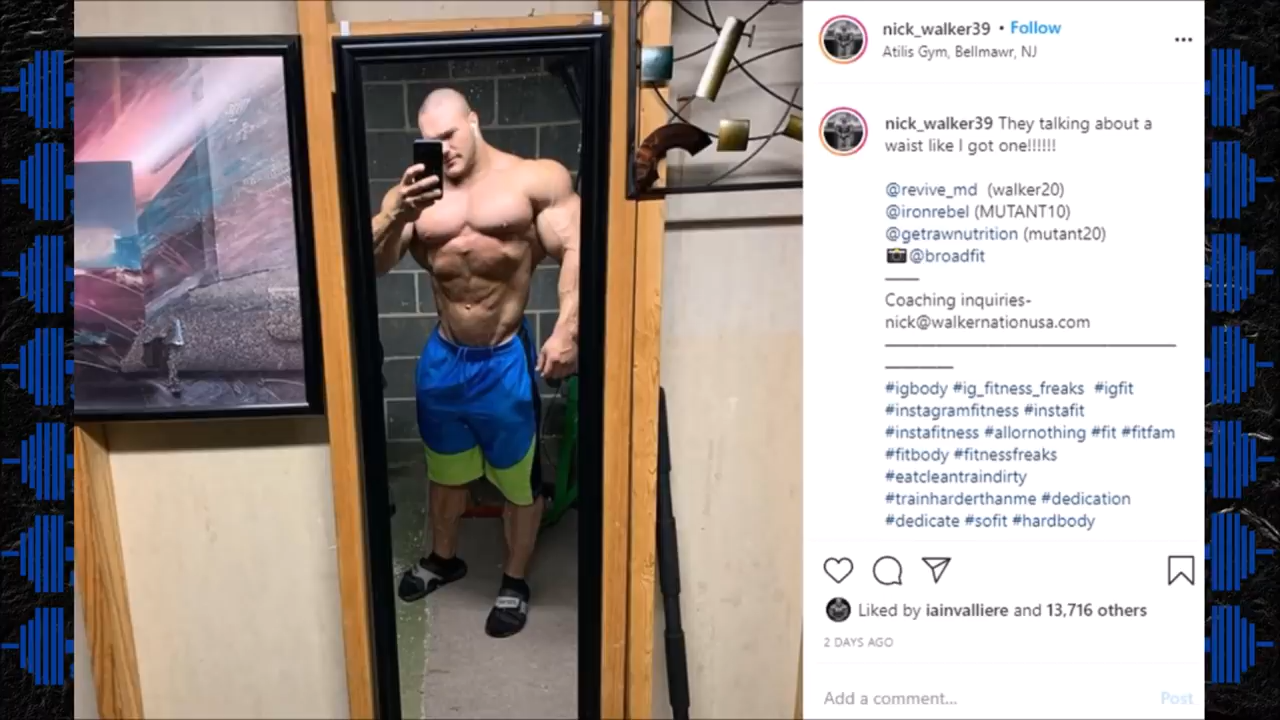 nick_walker39 • Follow
Atilis Gym, Bellmawr, NJ
nick_walker39 They talking about a
waist like I got one!!!!!!
@revive_md (walker20)
@ironrebel (MUTANT10)
@getrawnutrition (mutant20)
📷@broadfit
Coaching inquiries-
nick@walkernationusa.com
#igbody #ig_fitness_freaks #igfit
#instagramfitness #instafit
#instafitness #allornothing #fit #fitfam
#fitbody #fitnessfreaks
#eatcleantraindirty
#trainharderthanme #dedication
#dedicate #sofit #hardbody
Liked by iainvalliere and 13,716 others
2 DAYS AGO
Add a comment...
Post